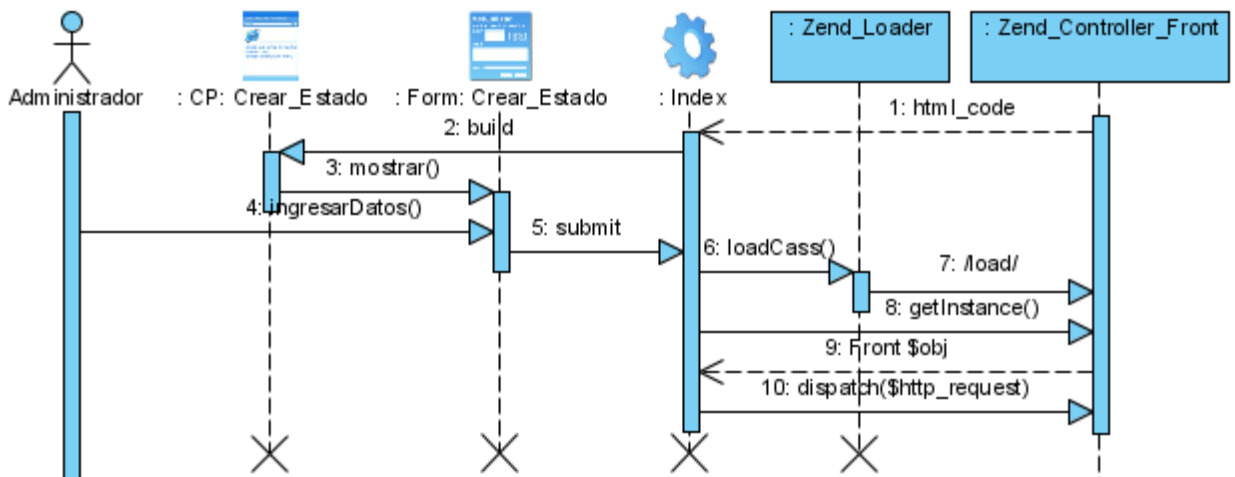 : Zend_Loader
: Zend_Controller_Front
Administrador
: CP: Crear_Estado
: Form: Crear_Estado
: Index
1: html_code
2: build
3: mostrar()
4: ingresarDatos()
5: submit
6: loadCass()
7: /load/
8: getInstance()
9: Front $obj
10: dispatch($http_request)